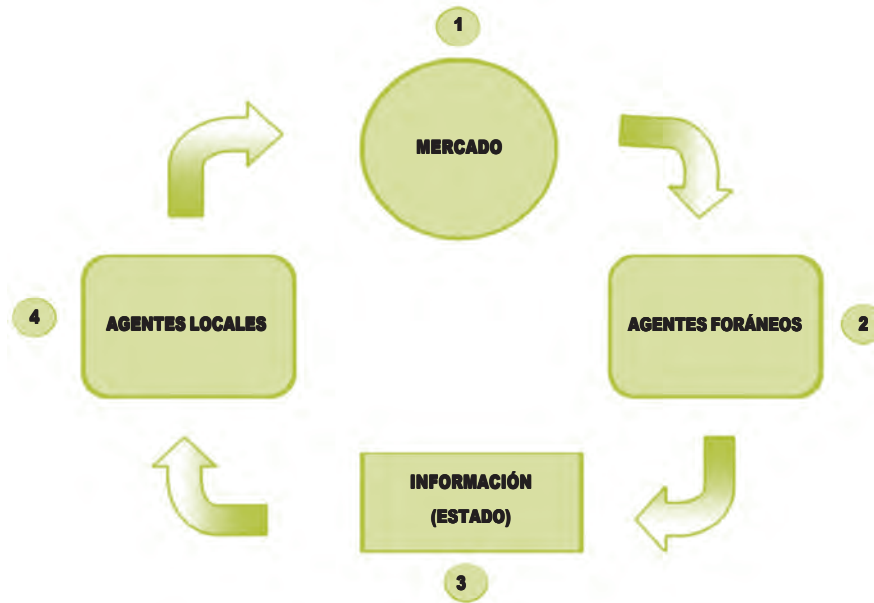 1
MERCADO
AGENTES FORÁNEOS
2
INFORMACIÓN
(ESTADO)
3
AGENTES LOCALES
4